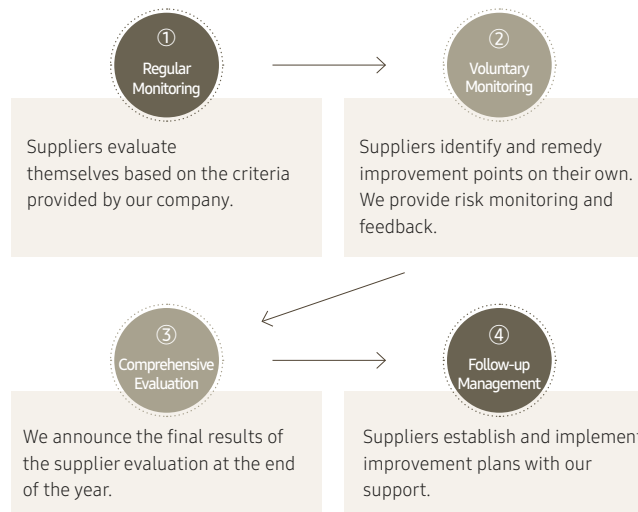 ①
Regular
Monitoring
Suppliers evaluate
themselves based on the criteria
provided by our company.
②
Voluntary
Monitoring
Suppliers identify and remedy
improvement points on their own.
We provide risk monitoring and
feedback.
③
Comprehensive
Evaluation
We announce the final results of
the supplier evaluation at the end
of the year.
④
Follow-up
Management
Suppliers establish and implement
improvement plans with our
support.